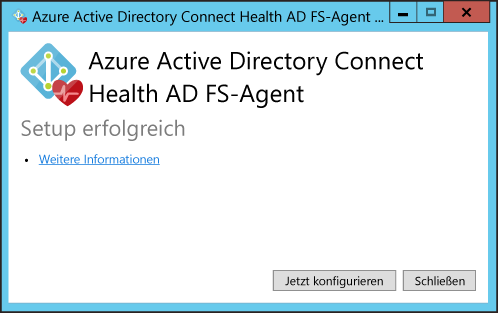 Azure Active Directory Connect Health AD FS-Agent ...
Azure Active Directory Connect
Health AD FS-Agent
Setup erfolgreich
• Weitere Informationen
Jetzt konfigurieren
Schließen